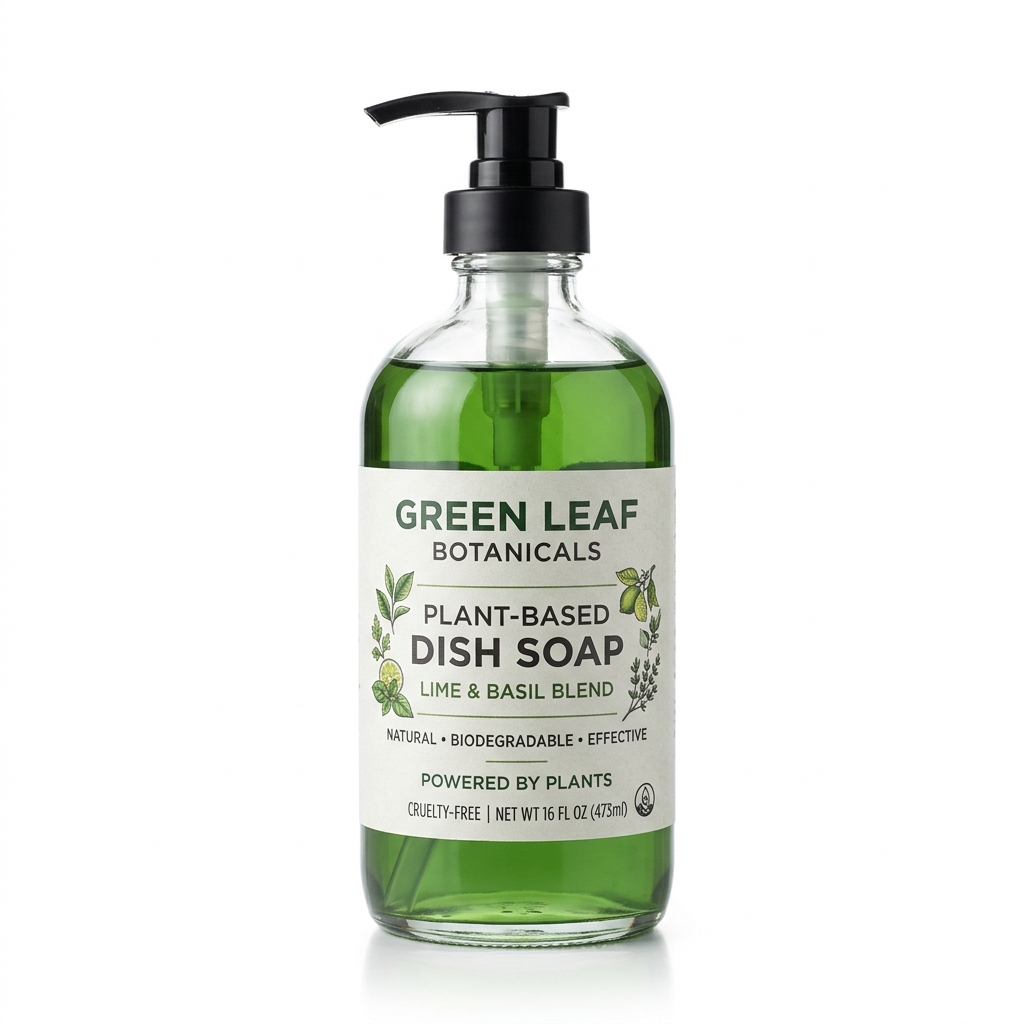 GREEN LEAF
BOTANICALS
PLANT-BASED
DISH SOAP
LIME & BASIL BLEND
NATURAL • BIODEGRADABLE • EFFECTIVE
POWERED BY PLANTS
CRUELTY-FREE | NET WT 16 FL OZ (473ml)